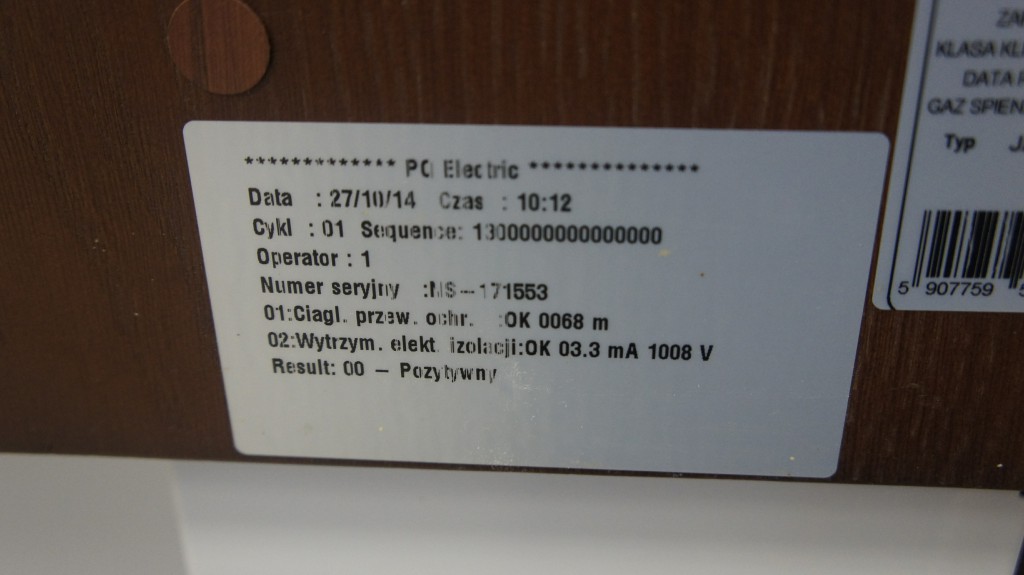 ************* PQ Electric **************
Data : 27/10/14 Czas : 10:12
Cykl : 01 Sequence: 1300000000000000
Operator : 1
Numer seryjny :NS-171553
01:Ciagl. przew. ochr. :OK 0068 m
02:Wytrzym. elekt. izolacji:OK 03.3 mA 1008 V
Result: 00 - Pozytywny
KLASA
DATA
GAZ
Typ
5 907759